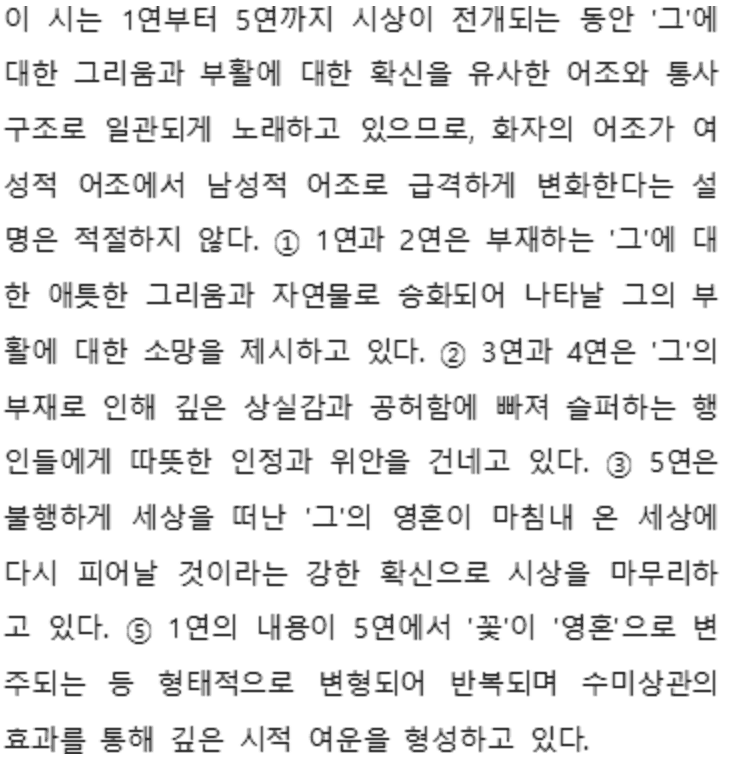 이 시는 1연부터 5연까지 시상이 전개되는 동안 '그'에
대한 그리움과 부활에 대한 확신을 유사한 어조와 통사
구조로 일관되게 노래하고 있으므로, 화자의 어조가 여
성적 어조에서 남성적 어조로 급격하게 변화한다는 설
명은 적절하지 않다. ① 1연과 2연은 부재하는 '그'에 대
한 애틋한 그리움과 자연물로 승화되어 나타날 그의 부
활에 대한 소망을 제시하고 있다. ② 3연과 4연은 '그'의
부재로 인해 깊은 상실감과 공허함에 빠져 슬퍼하는 행
인들에게 따뜻한 인정과 위안을 건네고 있다. ③ 5연은
불행하게 세상을 떠난 '그'의 영혼이 마침내 온 세상에
다시 피어날 것이라는 강한 확신으로 시상을 마무리하
고 있다. ⑤ 1연의 내용이 5연에서 '꽃'이 '영혼'으로 변
주되는 등 형태적으로 변형되어 반복되며 수미상관의
효과를 통해 깊은 시적 여운을 형성하고 있다.